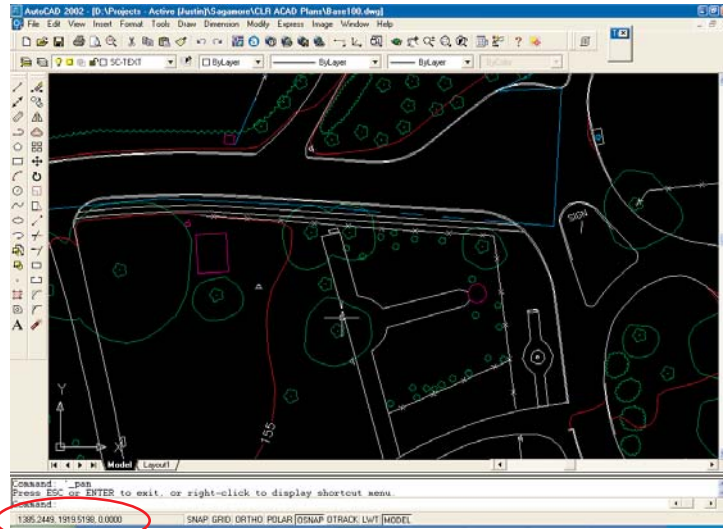 AutoCAD 2002 - [D:\Projects - Active (Justin)\Sagamore\CLR ACAD Plans\Base100.dwg]
File Edit View Insert Format Tools Draw Dimension Modify Express Image Window Help
SC-TEXT ByLayer ByLayer ByLayer ByColor
SIGN
155
Y
X
Model Layout1
Command: '_pan
Press ESC or ENTER to exit, or right-click to display shortcut menu.
Command:
1385.2449, 1919.5198, 0.0000 SNAP GRID ORTHO POLAR OSNAP OTRACK LWT MODEL